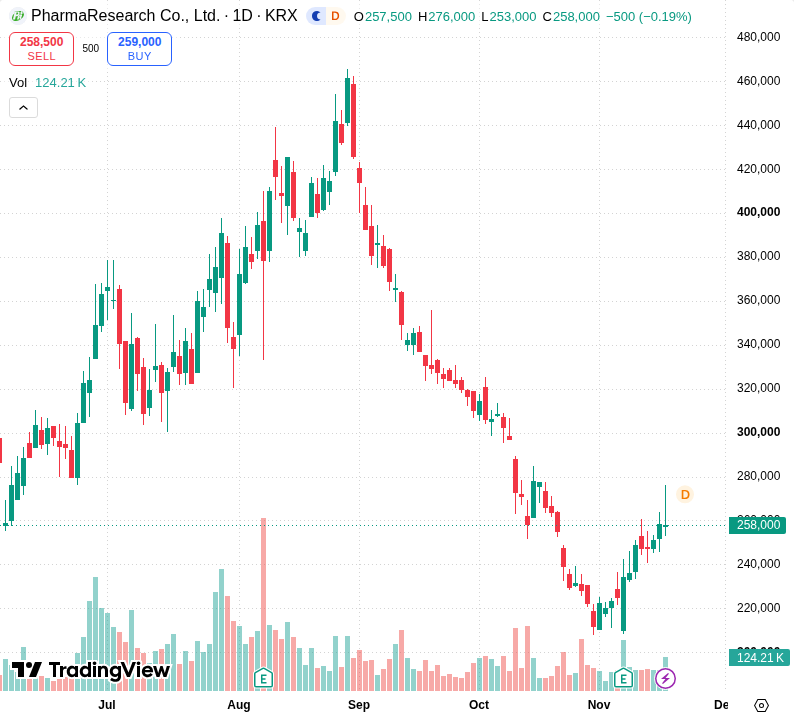 PharmaResearch Co., Ltd. · 1D · KRX D O257,500 H276,000 L253,000 C258,000 −500 (−0.19%)
258,500 SELL 500 259,000 BUY
Vol 124.21 K
480,000
460,000
440,000
420,000
400,000
380,000
360,000
340,000
320,000
300,000
280,000
D
258,000
240,000
220,000
124.21 K
TradingView
E E
Jul Aug Sep Oct Nov De